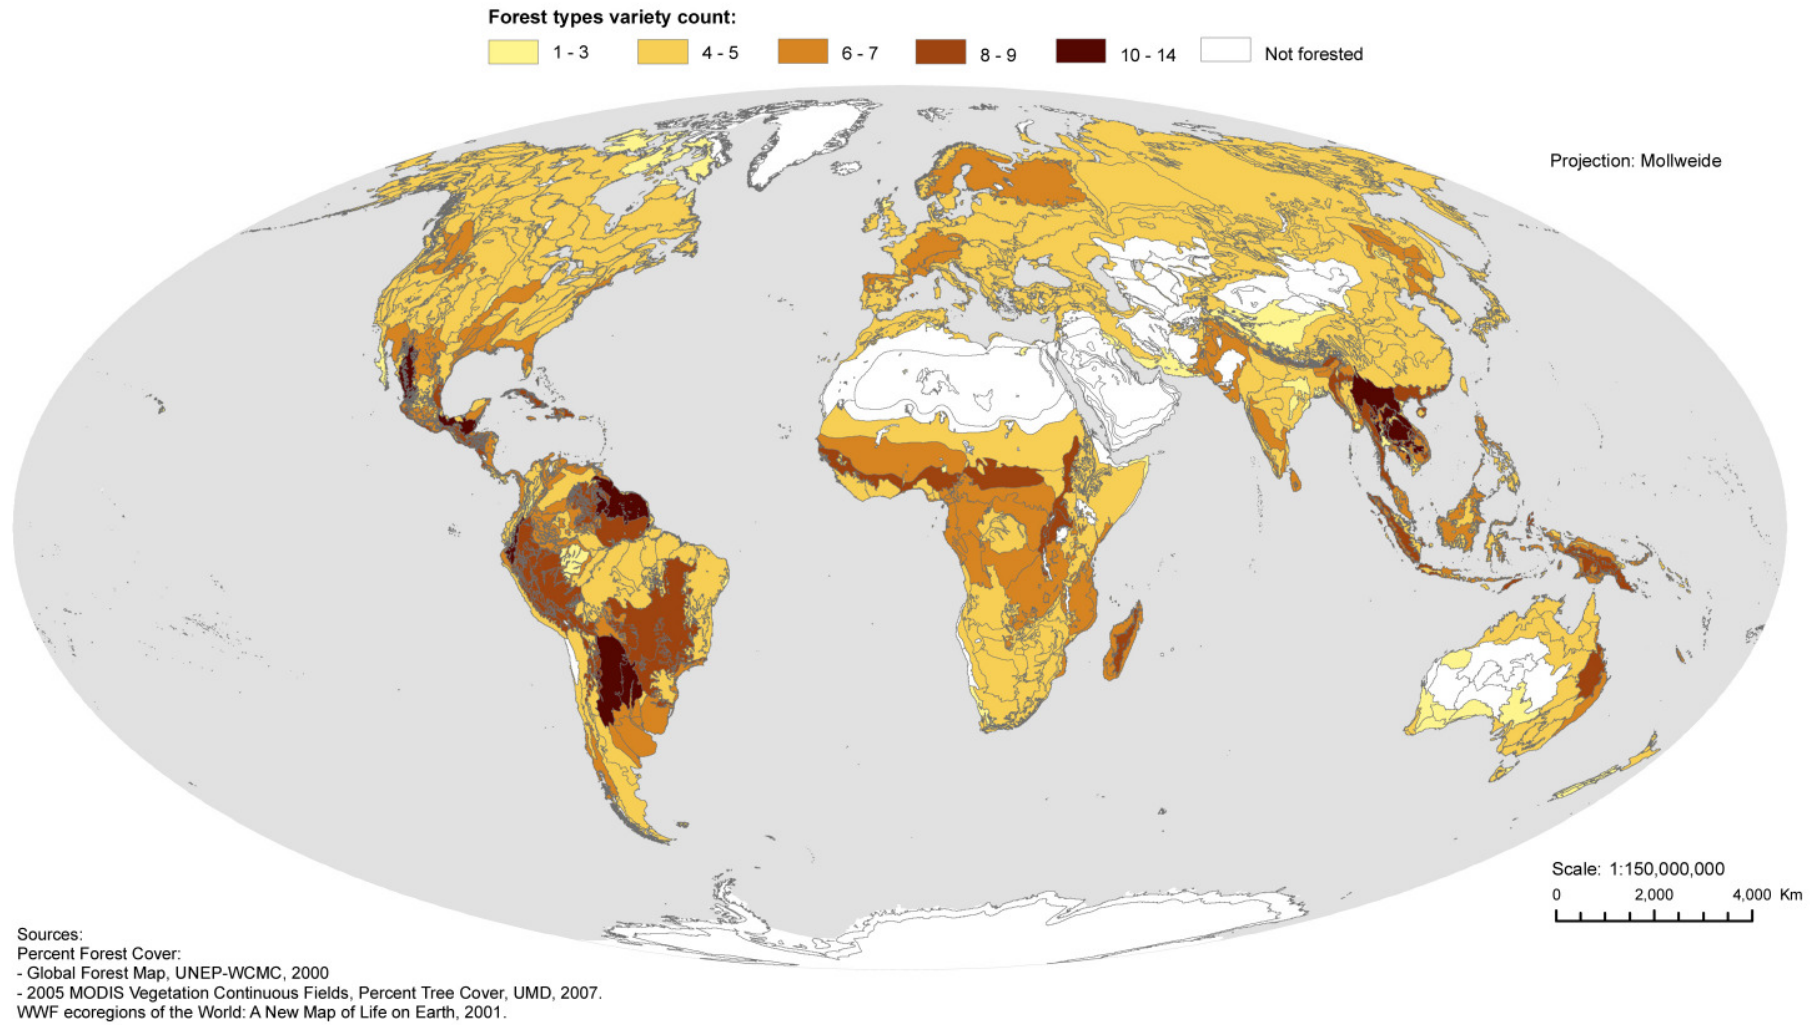 Forest types variety count:
1 - 3
4 - 5
6 - 7
8 - 9
10 - 14
Not forested
Projection: Mollweide
Scale: 1:150,000,000
0 2,000 4,000 Km
Sources:
Percent Forest Cover:
- Global Forest Map, UNEP-WCMC, 2000
- 2005 MODIS Vegetation Continuous Fields, Percent Tree Cover, UMD, 2007.
WWF ecoregions of the World: A New Map of Life on Earth, 2001.